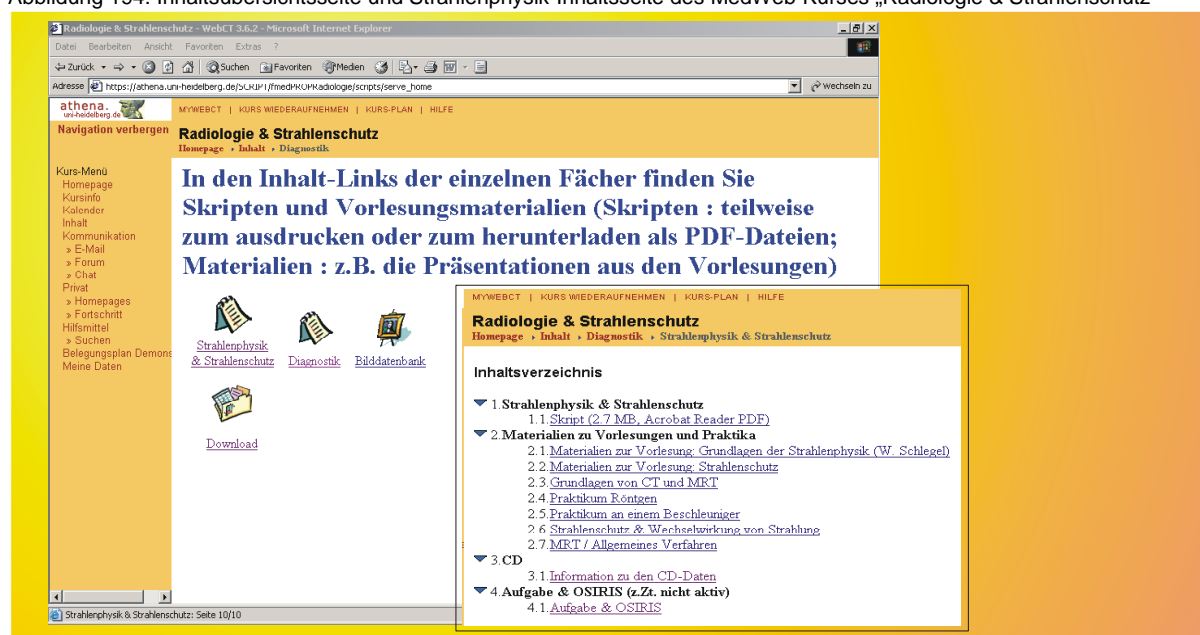 Abbildung 194: Inhaltsübersichtsseite und Strahlenphysik-Inhaltsseite des MedWeb-Kurses „Radiologie & Strahlenschutz“
Radiologie & Strahlenschutz - WebCT 3.6.2 - Microsoft Internet Explorer
Datei Bearbeiten Ansicht Favoriten Extras ?
Zurück Suchen Favoriten Medien
Adresse https://athena.uni-heidelberg.de/SCRIPT/fmedPROPRadiologie/scripts/serve_home Wechseln zu
athena.
uni-heidelberg.de
MYWEBCT | KURS WIEDERAUFNEHMEN | KURS-PLAN | HILFE
Navigation verbergen
Radiologie & Strahlenschutz
Homepage › Inhalt › Diagnostik
Kurs-Menü
Homepage
Kursinfo
Kalender
Inhalt
Kommunikation
» E-Mail
» Forum
» Chat
Privat
» Homepages
» Fortschritt
Hilfsmittel
» Suchen
Belegungsplan Demons
Meine Daten
In den Inhalt-Links der einzelnen Fächer finden Sie
Skripten und Vorlesungsmaterialien (Skripten : teilweise
zum ausdrucken oder zum herunterladen als PDF-Dateien;
Materialien : z.B. die Präsentationen aus den Vorlesungen)
Strahlenphysik
& Strahlenschutz
Diagnostik
Bilddatenbank
Download
MYWEBCT | KURS WIEDERAUFNEHMEN | KURS-PLAN | HILFE
Radiologie & Strahlenschutz
Homepage › Inhalt › Diagnostik › Strahlenphysik & Strahlenschutz
Inhaltsverzeichnis
1.Strahlenphysik & Strahlenschutz
1.1.Skript (2.7 MB, Acrobat Reader PDF)
2.Materialien zu Vorlesungen und Praktika
2.1.Materialien zur Vorlesung: Grundlagen der Strahlenphysik (W. Schlegel)
2.2.Materialien zur Vorlesung: Strahlenschutz
2.3.Grundlagen von CT und MRT
2.4.Praktikum Röntgen
2.5.Praktikum an einem Beschleuniger
2.6.Strahlenschutz & Wechselwirkung von Strahlung
2.7.MRT / Allgemeines Verfahren
3.CD
3.1.Information zu den CD-Daten
4.Aufgabe & OSIRIS (z.Zt. nicht aktiv)
4.1.Aufgabe & OSIRIS
Strahlenphysik & Strahlenschutz: Seite 10/10